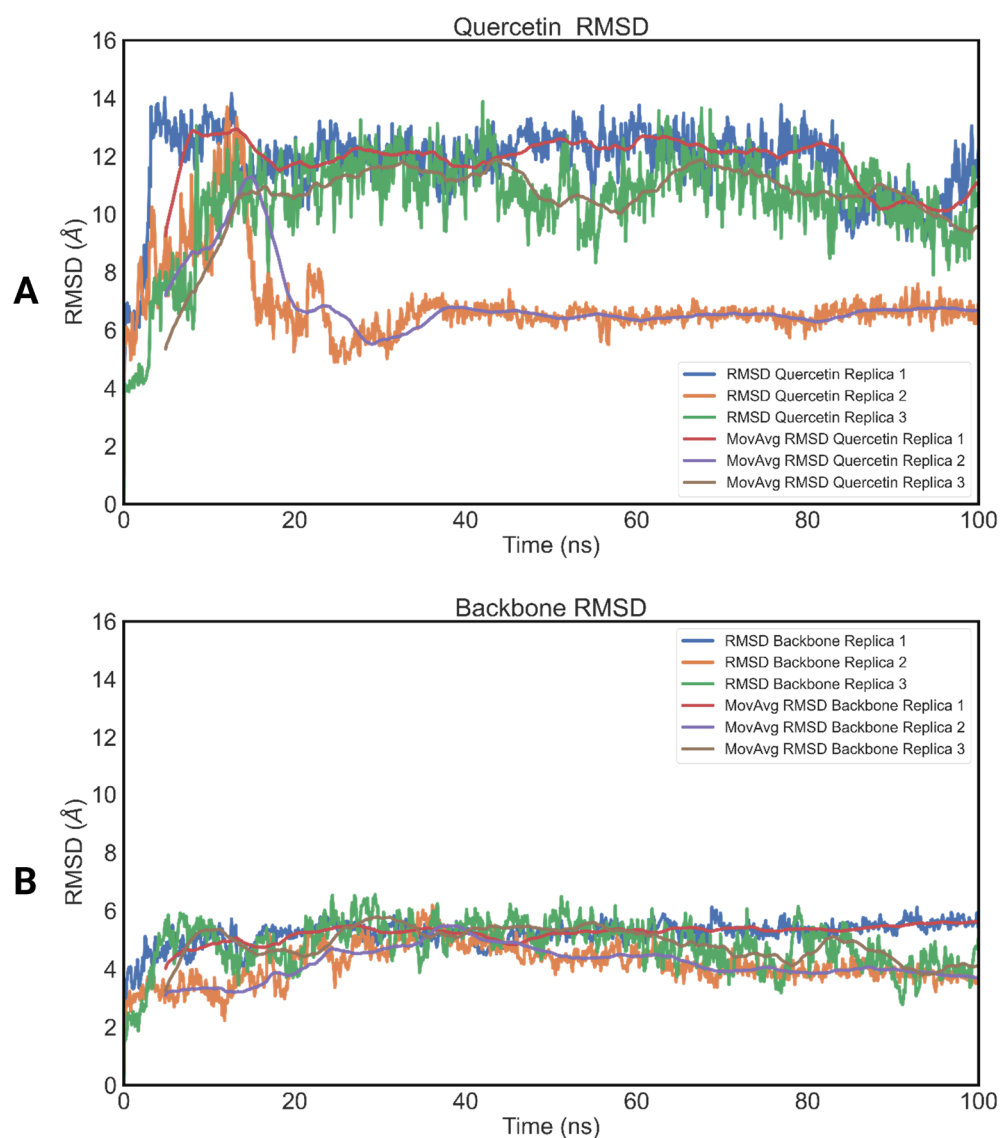 Quercetin  RMSD
16
14
12
10
8
6
4
2
0
RMSD (Å)
A
RMSD Quercetin Replica 1
RMSD Quercetin Replica 2
RMSD Quercetin Replica 3
MovAvg RMSD Quercetin Replica 1
MovAvg RMSD Quercetin Replica 2
MovAvg RMSD Quercetin Replica 3
0 20 40 60 80 100
Time (ns)
Backbone RMSD
16
14
12
10
8
6
4
2
0
RMSD (Å)
B
RMSD Backbone Replica 1
RMSD Backbone Replica 2
RMSD Backbone Replica 3
MovAvg RMSD Backbone Replica 1
MovAvg RMSD Backbone Replica 2
MovAvg RMSD Backbone Replica 3
0 20 40 60 80 100
Time (ns)